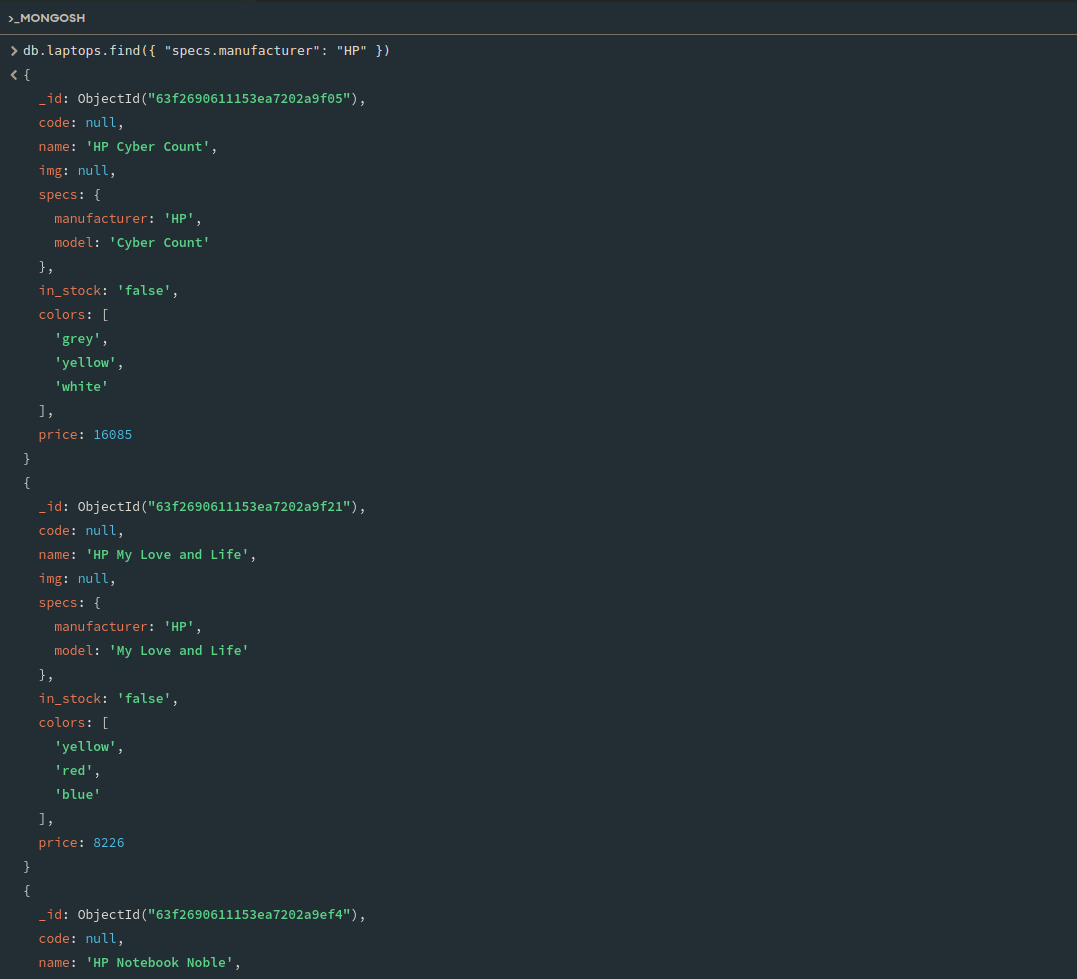 >_MONGOSH
> db.laptops.find({ "specs.manufacturer": "HP" })
< {
_id: ObjectId("63f2690611153ea7202a9f05"),
code: null,
name: 'HP Cyber Count',
img: null,
specs: {
manufacturer: 'HP',
model: 'Cyber Count'
},
in_stock: 'false',
colors: [
'grey',
'yellow',
'white'
],
price: 16085
}
{
_id: ObjectId("63f2690611153ea7202a9f21"),
code: null,
name: 'HP My Love and Life',
img: null,
specs: {
manufacturer: 'HP',
model: 'My Love and Life'
},
in_stock: 'false',
colors: [
'yellow',
'red',
'blue'
],
price: 8226
}
{
_id: ObjectId("63f2690611153ea7202a9ef4"),
code: null,
name: 'HP Notebook Noble',